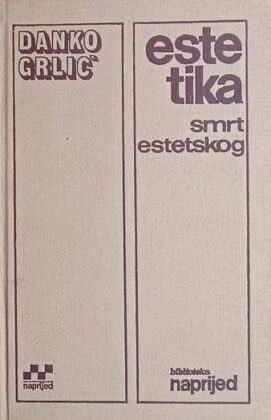 DANKO
GRLIĆ
este
tika
smrt
estetskog
naprijed
biblioteka
naprijed